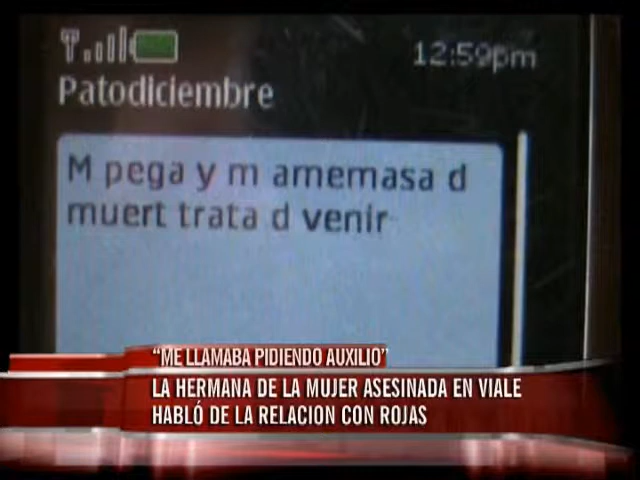 12:59pm
Patodiciembre
M pega y m amemasa d
muert trata d venir
"ME LLAMABA PIDIENDO AUXILIO"
LA HERMANA DE LA MUJER ASESINADA EN VIALE
HABLÓ DE LA RELACION CON ROJAS